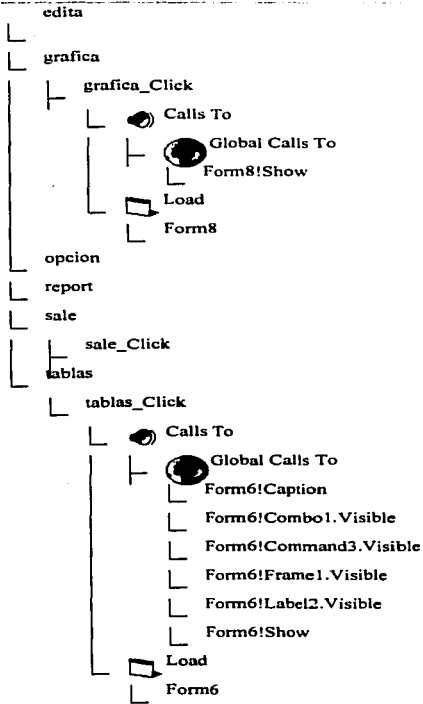 edita
grafica
grafica_Click
Calls To
Global Calls To
Form8!Show
Load
Form8
opcion
report
sale
sale_Click
tablas
tablas_Click
Calls To
Global Calls To
Form6!Caption
Form6!Combo1.Visible
Form6!Command3.Visible
Form6!Frame1.Visible
Form6!Label2.Visible
Form6!Show
Load
Form6